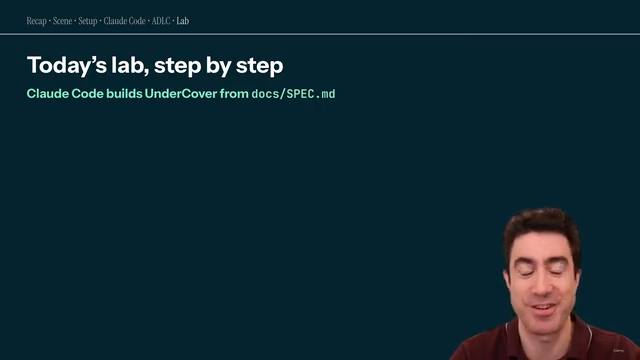 Recap • Scene • Setup • Claude Code • ADLC • Lab
Today's lab, step by step
Claude Code builds UnderCover from docs/SPEC.md